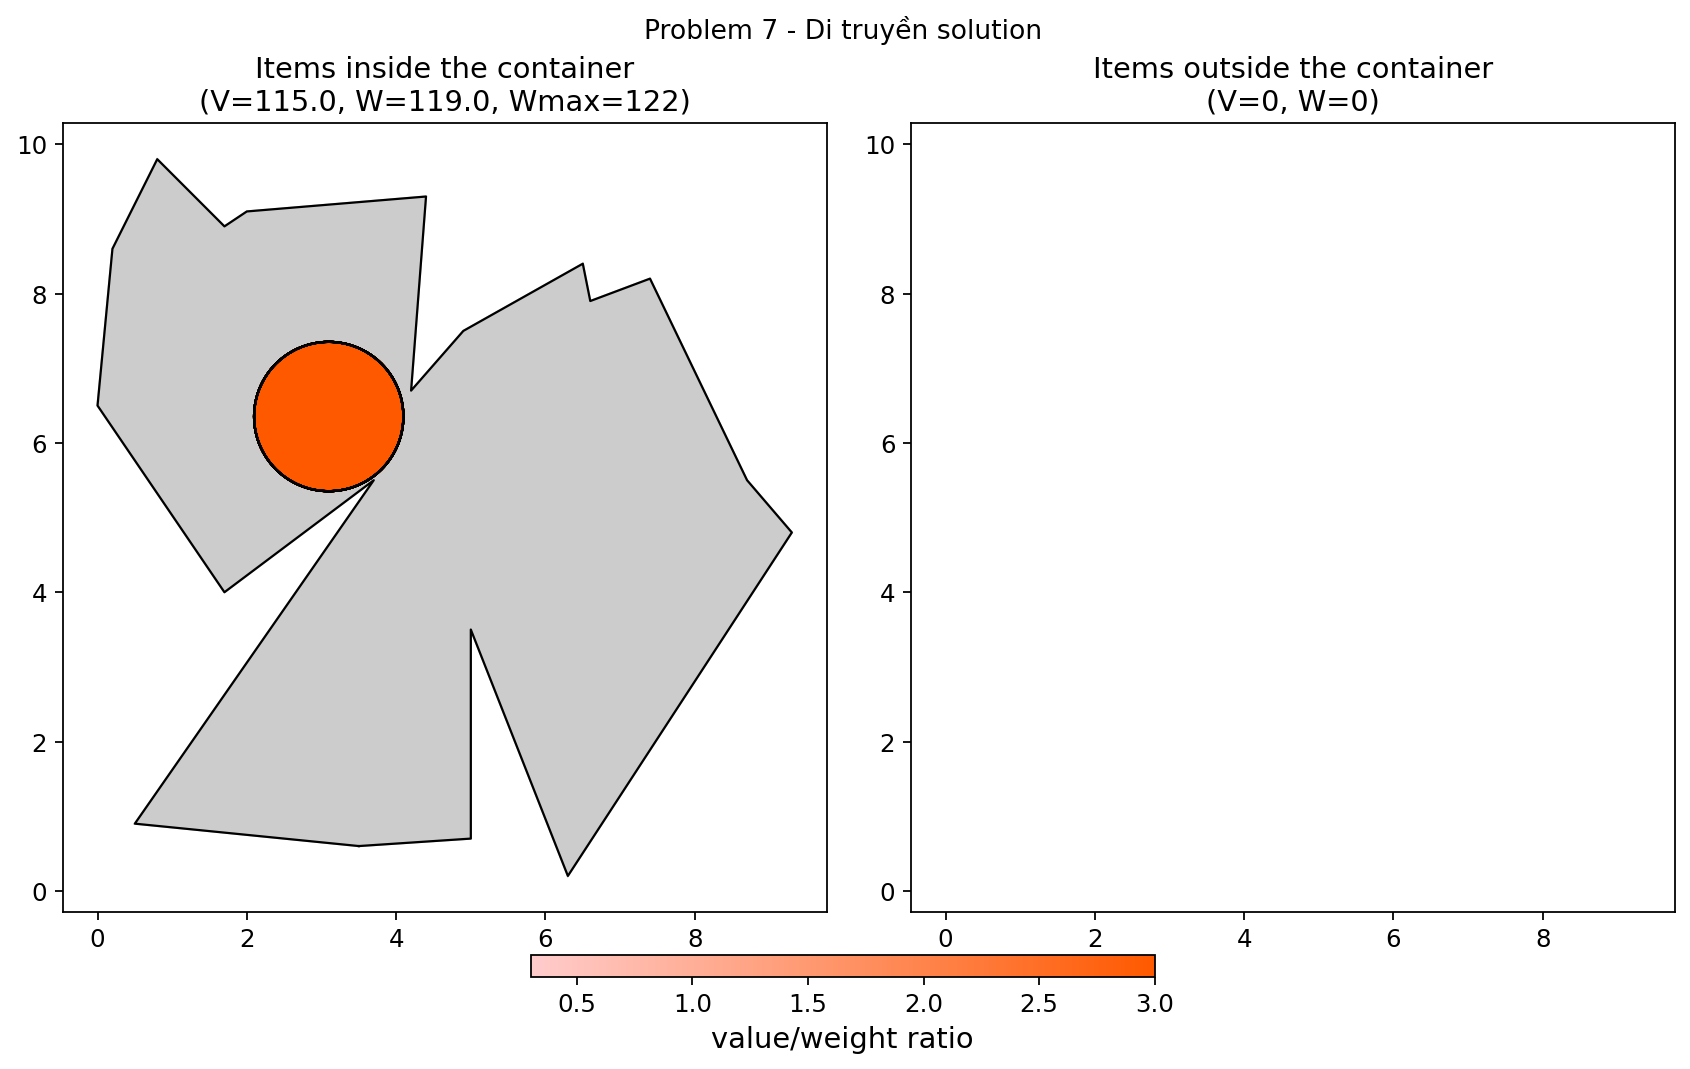 Problem 7 - Di truyền solution
Items inside the container
(V=115.0, W=119.0, Wmax=122)
Items outside the container
(V=0, W=0)
10
8
6
4
2
0
0 2 4 6 8
10
8
6
4
2
0
0 2 4 6 8
0.5 1.0 1.5 2.0 2.5 3.0
value/weight ratio